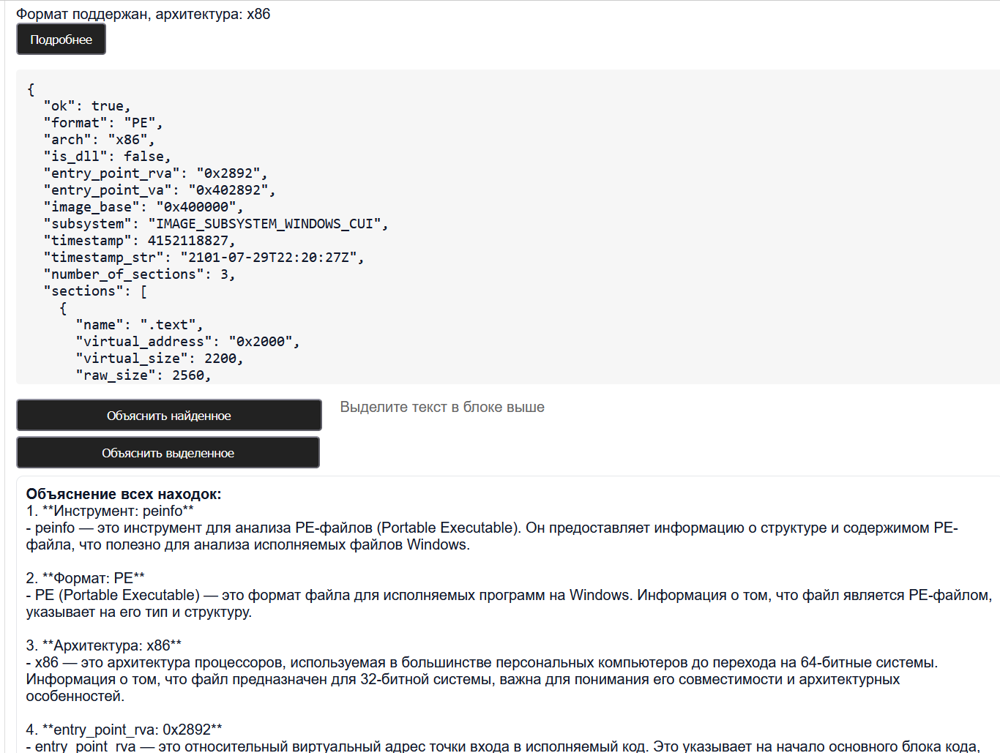 Формат поддержан, архитектура: x86
Подробнее
{
"ok": true,
"format": "PE",
"arch": "x86",
"is_dll": false,
"entry_point_rva": "0x2892",
"entry_point_va": "0x402892",
"image_base": "0x400000",
"subsystem": "IMAGE_SUBSYSTEM_WINDOWS_CUI",
"timestamp": 4152118827,
"timestamp_str": "2101-07-29T22:20:27Z",
"number_of_sections": 3,
"sections": [
{
"name": ".text",
"virtual_address": "0x2000",
"virtual_size": 2200,
"raw_size": 2560,
Объяснить найденное
Выделите текст в блоке выше
Объяснить выделенное
Объяснение всех находок:
1. **Инструмент: peinfo**
- peinfo — это инструмент для анализа PE-файлов (Portable Executable). Он предоставляет информацию о структуре и содержимом PE-
файла, что полезно для анализа исполняемых файлов Windows.
2. **Формат: PE**
- PE (Portable Executable) — это формат файла для исполняемых программ на Windows. Информация о том, что файл является PE-файлом,
указывает на его тип и структуру.
3. **Архитектура: x86**
- x86 — это архитектура процессоров, используемая в большинстве персональных компьютеров до перехода на 64-битные системы.
Информация о том, что файл предназначен для 32-битной системы, важна для понимания его совместимости и архитектурных
особенностей.
4. **entry_point_rva: 0x2892**
- entry_point_rva — это относительный виртуальный адрес точки входа в исполняемый код. Это указывает на начало основного блока кода,